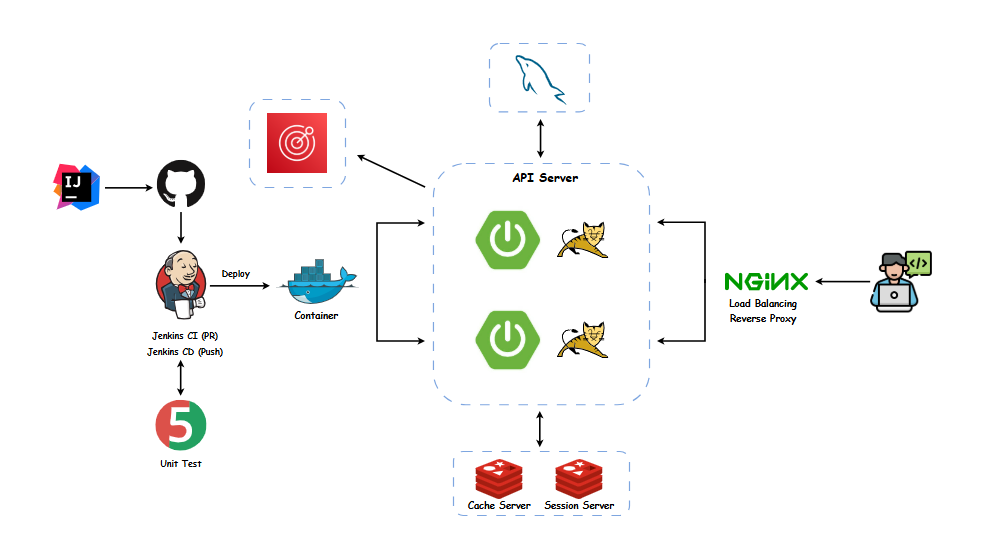 API Server
IJ
Deploy
Container
NGiNX
Load Balancing
Reverse Proxy
</>
Jenkins CI (PR)
Jenkins CD (Push)
5
Unit Test
Cache Server
Session Server